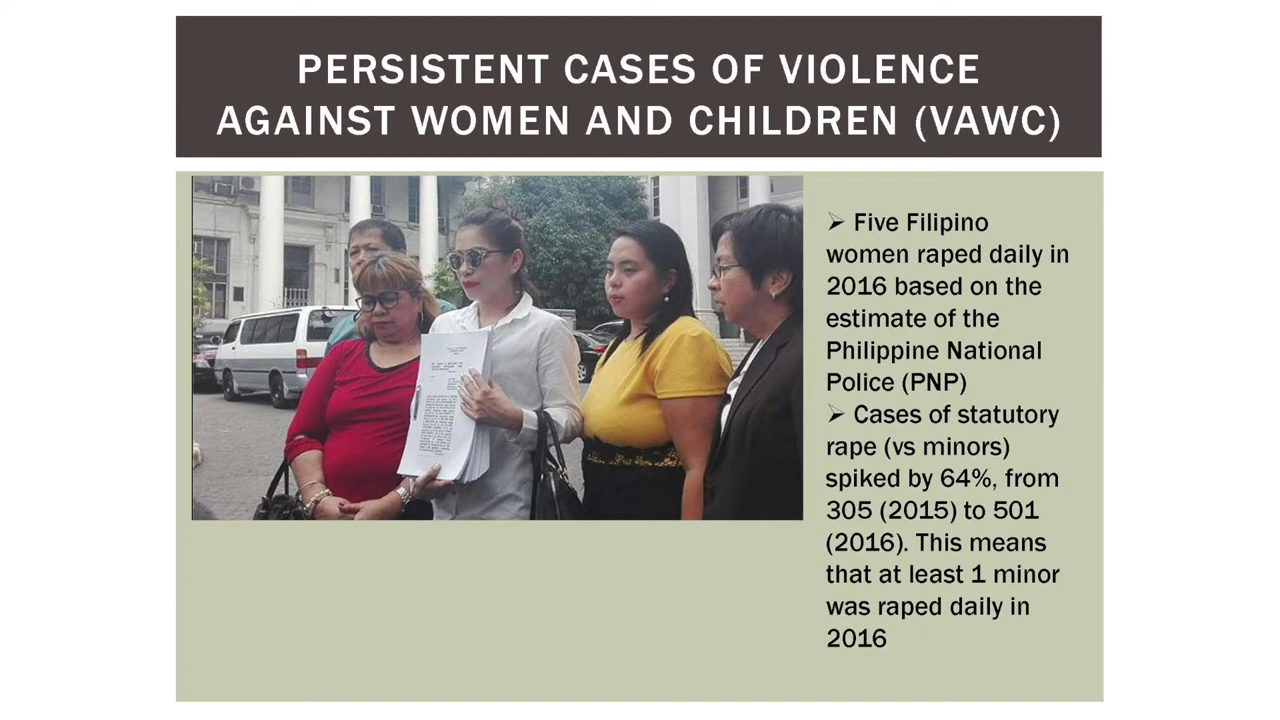 PERSISTENT CASES OF VIOLENCE
AGAINST WOMEN AND CHILDREN (VAWC)
➢ Five Filipino
women raped daily in
2016 based on the
estimate of the
Philippine National
Police (PNP)
➢ Cases of statutory
rape (vs minors)
spiked by 64%, from
305 (2015) to 501
(2016). This means
that at least 1 minor
was raped daily in
2016